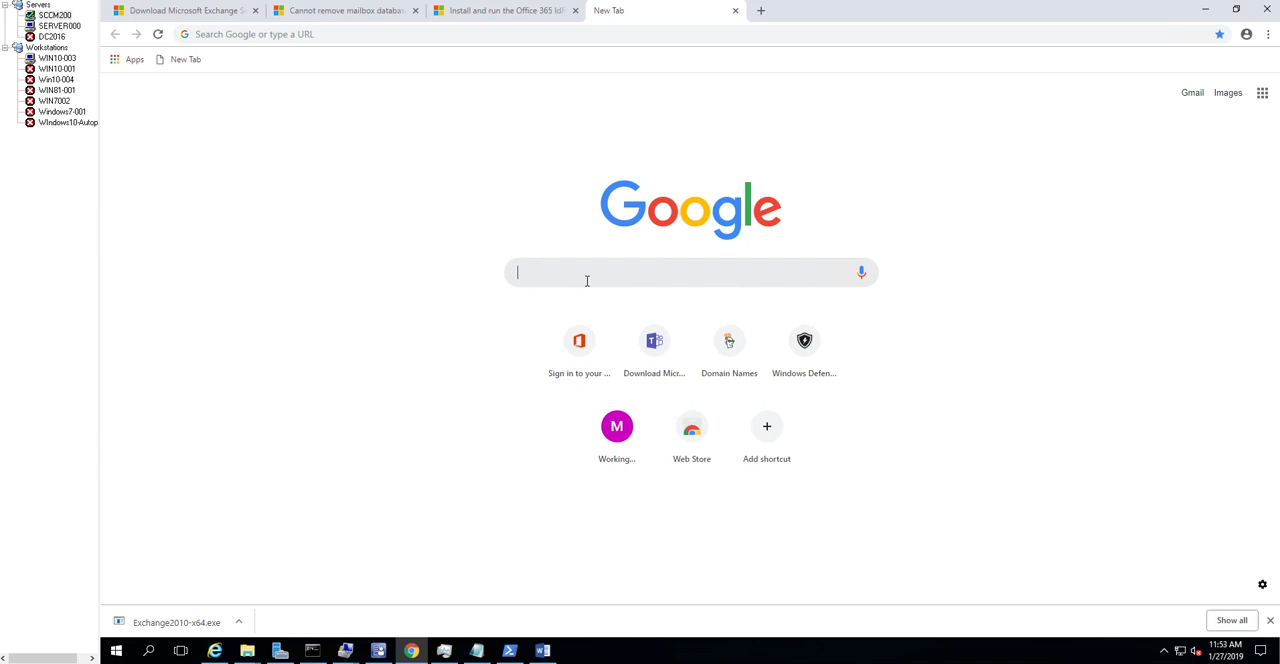 Servers
SCCM200
SERVER000
DC2016
Workstations
WIN10-003
WIN10-001
Win10-004
WIN81-001
WIN7002
Windows7-001
WIndows10-Autop
Download Microsoft Exchange S
Cannot remove mailbox databas
Install and run the Office 365 IdF
New Tab
Search Google or type a URL
Apps
New Tab
Gmail
Images
Google
Sign in to your ...
Download Micr...
Domain Names
Windows Defen...
M
Working...
Web Store
Add shortcut
Exchange2010-x64.exe
Show all
11:53 AM
1/27/2019